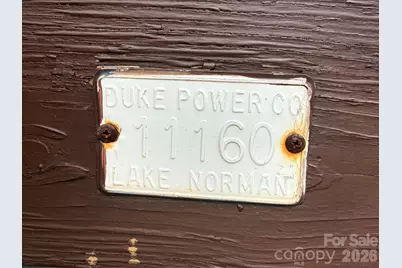 DUKE POWER CO
11160
LAKE NORMAN
For Sale
canopy 2026